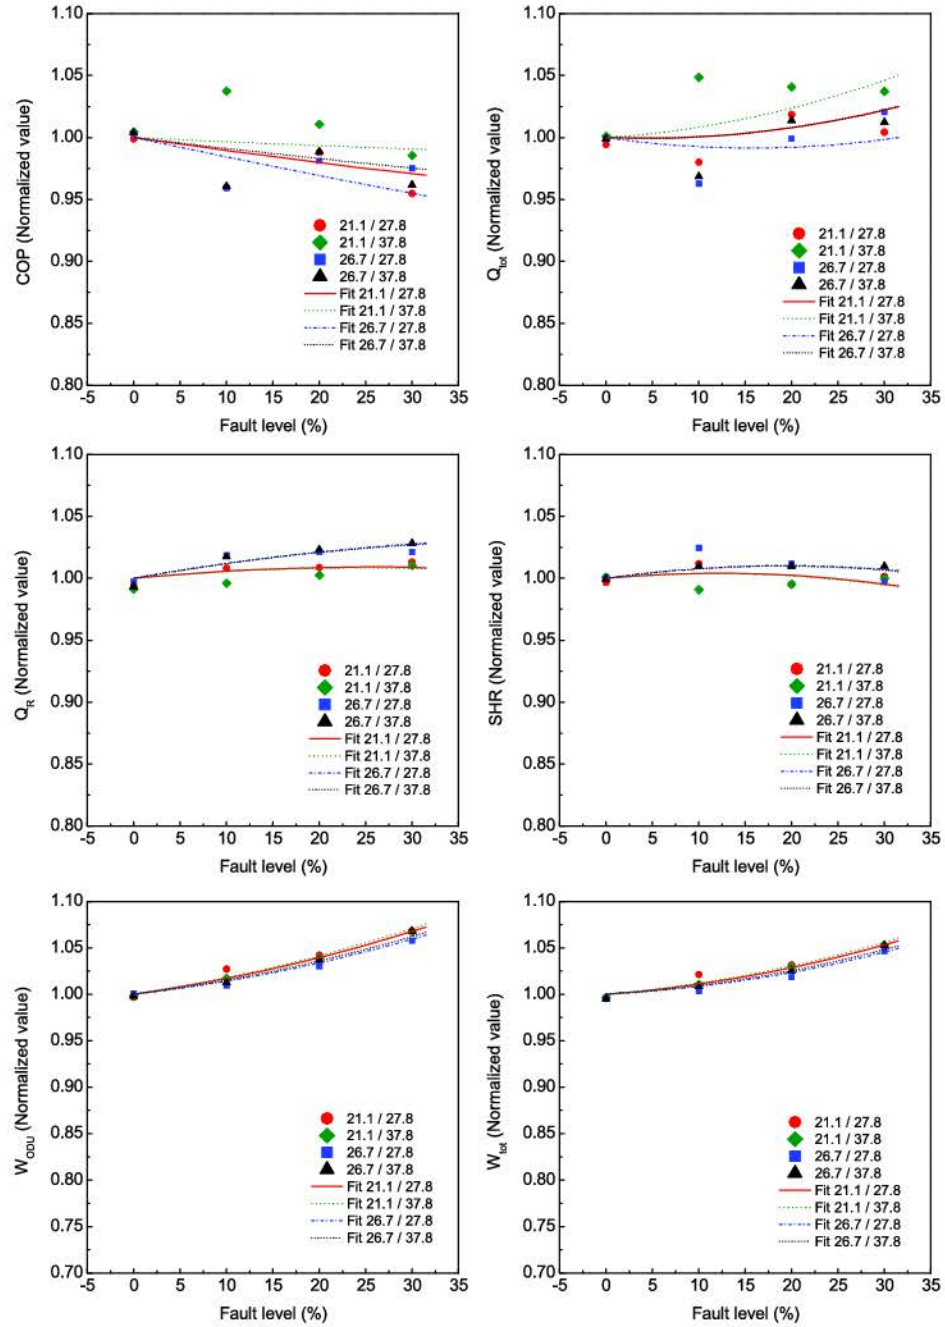 1.10
1.05
1.00
0.95
0.90
0.85
0.80
COP (Normalized value)
21.1 / 27.8
21.1 / 37.8
26.7 / 27.8
26.7 / 37.8
Fit 21.1 / 27.8
Fit 21.1 / 37.8
Fit 26.7 / 27.8
Fit 26.7 / 37.8
-5 0 5 10 15 20 25 30 35
Fault level (%)
1.10
1.05
1.00
0.95
0.90
0.85
0.80
Qtot (Normalized value)
21.1 / 27.8
21.1 / 37.8
26.7 / 27.8
26.7 / 37.8
Fit 21.1 / 27.8
Fit 21.1 / 37.8
Fit 26.7 / 27.8
Fit 26.7 / 37.8
-5 0 5 10 15 20 25 30 35
Fault level (%)
1.10
1.05
1.00
0.95
0.90
0.85
0.80
QR (Normalized value)
21.1 / 27.8
21.1 / 37.8
26.7 / 27.8
26.7 / 37.8
Fit 21.1 / 27.8
Fit 21.1 / 37.8
Fit 26.7 / 27.8
Fit 26.7 / 37.8
-5 0 5 10 15 20 25 30 35
Fault level (%)
1.10
1.05
1.00
0.95
0.90
0.85
0.80
SHR (Normalized value)
21.1 / 27.8
21.1 / 37.8
26.7 / 27.8
26.7 / 37.8
Fit 21.1 / 27.8
Fit 21.1 / 37.8
Fit 26.7 / 27.8
Fit 26.7 / 37.8
-5 0 5 10 15 20 25 30 35
Fault level (%)
1.10
1.05
1.00
0.95
0.90
0.85
0.80
0.75
0.70
WODU (Normalized value)
21.1 / 27.8
21.1 / 37.8
26.7 / 27.8
26.7 / 37.8
Fit 21.1 / 27.8
Fit 21.1 / 37.8
Fit 26.7 / 27.8
Fit 26.7 / 37.8
-5 0 5 10 15 20 25 30 35
Fault level (%)
1.10
1.05
1.00
0.95
0.90
0.85
0.80
0.75
0.70
Wtot (Normalized value)
21.1 / 27.8
21.1 / 37.8
26.7 / 27.8
26.7 / 37.8
Fit 21.1 / 27.8
Fit 21.1 / 37.8
Fit 26.7 / 27.8
Fit 26.7 / 37.8
-5 0 5 10 15 20 25 30 35
Fault level (%)